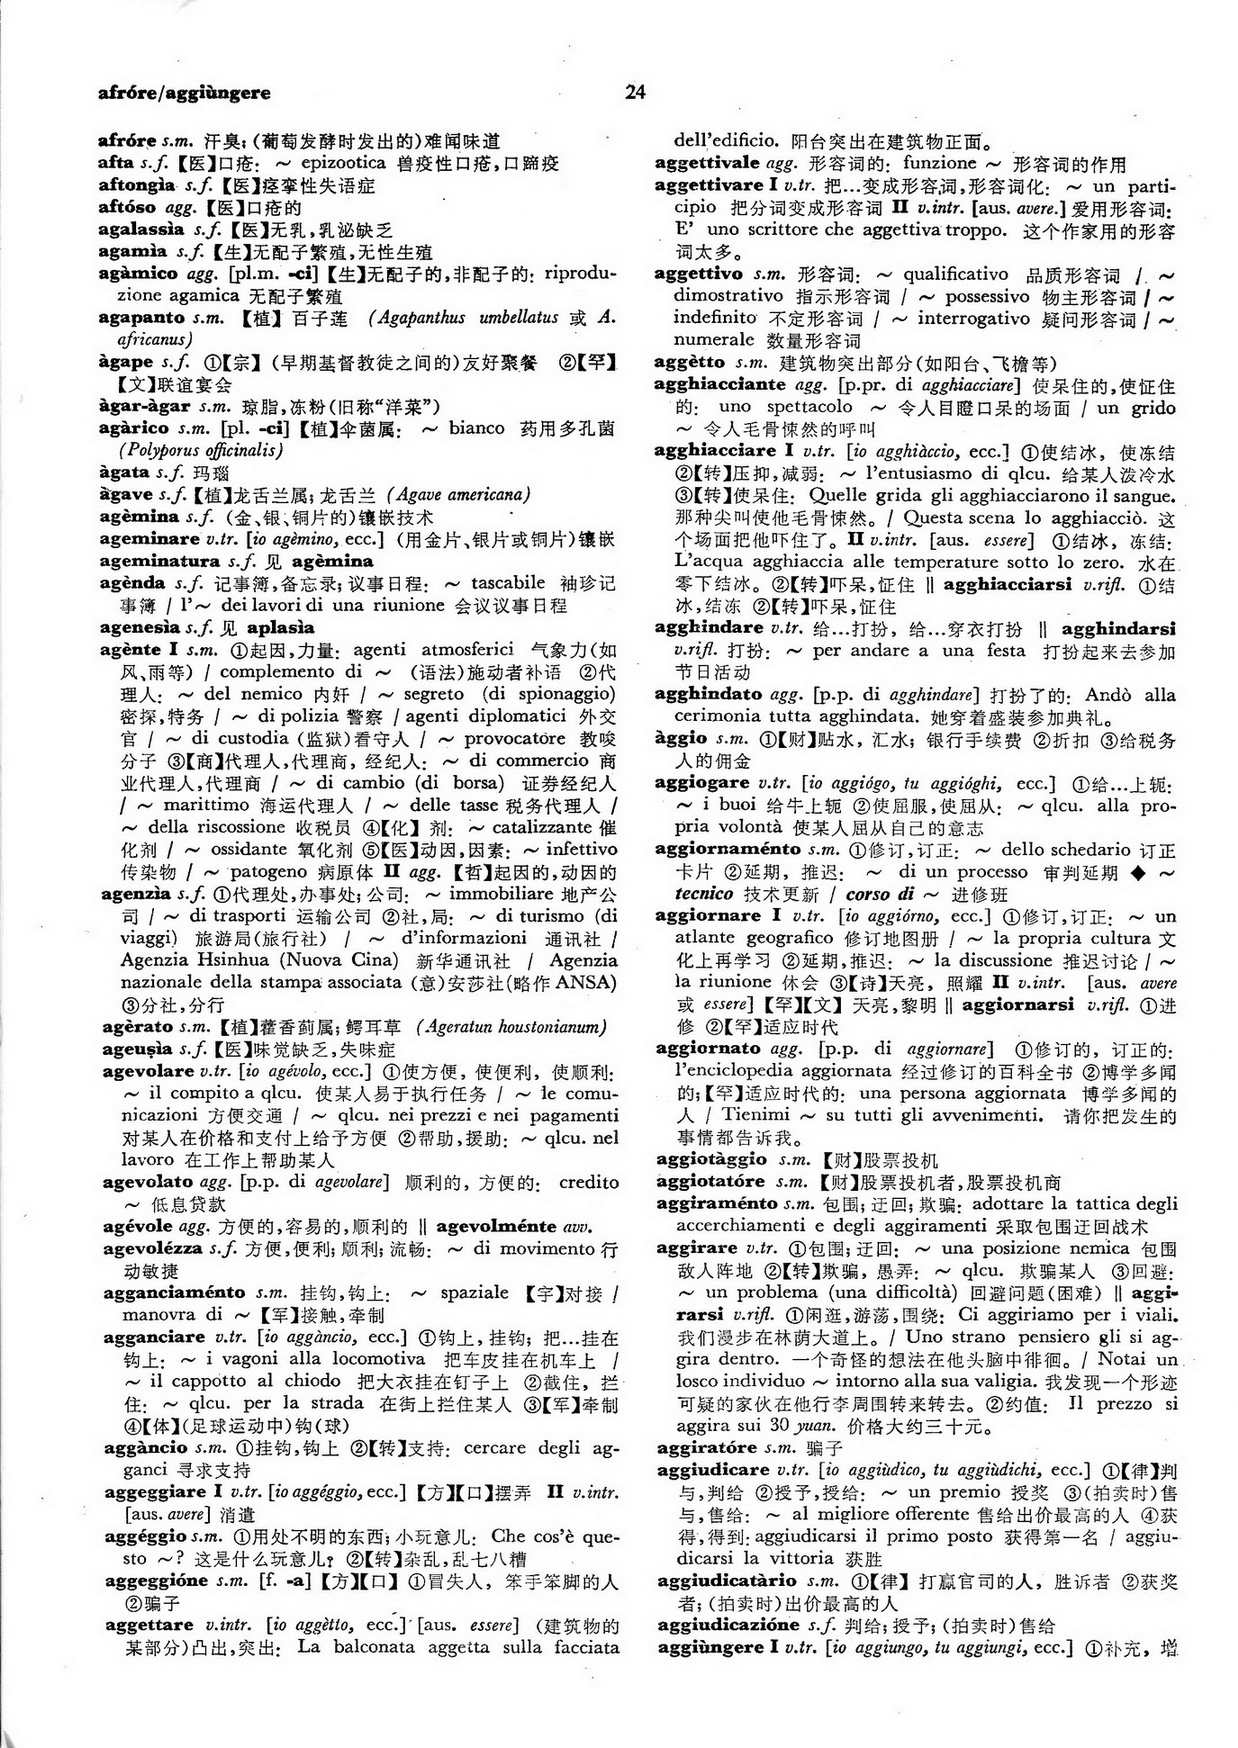 afróre/aggiùngere
24
afróre s.m. 汗臭; (葡萄发酵时发出的)难闻味道
afta s.f.【医】口疮: ～ epizootica 兽疫性口疮,口蹄疫
aftongìa s.f.【医】痉挛性失语症
aftóso agg.【医】口疮的
agalassìa s.f.【医】无乳,乳泌缺乏
agamìa s.f.【生】无配子繁殖,无性生殖
agàmico agg. [pl.m. -ci]【生】无配子的,非配子的: riprodu-
zione agamica 无配子繁殖
agapanto s.m. 【植】 百子莲 (Agapanthus umbellatus 或 A.
africanus)
àgape s.f. ①【宗】 (早期基督教徒之间的)友好聚餐 ②【罕】
【文】联谊宴会
àgar-àgar s.m. 琼脂,冻粉(旧称“洋菜”)
agàrico s.m. [pl. -ci]【植】伞菌属: ～ bianco 药用多孔菌
(Polyporus officinalis)
àgata s.f. 玛瑙
àgave s.f.【植】龙舌兰属; 龙舌兰 (Agave americana)
agèmina s.f. (金、银、铜片的)镶嵌技术
ageminare v.tr. [io agèmino, ecc.] (用金片、银片或铜片)镶嵌
ageminatura s.f. 见 agèmina
agènda s.f. 记事簿,备忘录; 议事日程: ～ tascabile 袖珍记
事簿 / l’～ dei lavori di una riunione 会议议事日程
agenesìa s.f. 见 aplasìa
agènte I s.m. ①起因,力量: agenti atmosferici 气象力(如
风、雨等) / complemento di ～ (语法)施动者补语 ②代
理人: ～ del nemico 内奸 / ～ segreto (di spionaggio)
密探,特务 / ～ di polizia 警察 / agenti diplomatici 外交
官 / ～ di custodia (监狱)看守人 / ～ provocatore 教唆
分子 ③【商】代理人,代理商, 经纪人: ～ di commercio 商
业代理人,代理商 / ～ di cambio (di borsa) 证券经纪人
/ ～ marittimo 海运代理人 / ～ delle tasse 税务代理人 /
～ della riscossione 收税员 ④【化】 剂: ～ catalizzante 催
化剂 / ～ ossidante 氧化剂 ⑤【医】动因,因素: ～ infettivo
传染物 / ～ patogeno 病原体 II agg. 【哲】起因的,动因的
agenzìa s.f. ①代理处,办事处; 公司: ～ immobiliare 地产公
司 / ～ di trasporti 运输公司 ②社,局: ～ di turismo (di
viaggi) 旅游局(旅行社) / ～ d’informazioni 通讯社 /
Agenzia Hsinhua (Nuova Cina) 新华通讯社 / Agenzia
nazionale della stampa associata (意)安莎社(略作 ANSA)
③分社,分行
agèrato s.m. 【植】藿香蓟属; 鳄耳草 (Ageratun houstonianum)
ageuṣìa s.f.【医】味觉缺乏,失味症
agevolare v.tr. [io agévolo, ecc.] ①使方便, 使便利, 使顺利:
～ il compito a qlcu. 使某人易于执行任务 / ～ le comu-
nicazioni 方便交通 / ～ qlcu. nei prezzi e nei pagamenti
对某人在价格和支付上给予方便 ②帮助,援助: ～ qlcu. nel
lavoro 在工作上帮助某人
agevolato agg. [p.p. di agevolare] 顺利的, 方便的: credito
～ 低息贷款
agévole agg. 方便的,容易的,顺利的 ‖ agevolménte avv.
agevolézza s.f. 方便,便利; 顺利; 流畅: ～ di movimento 行
动敏捷
agganciaménto s.m. 挂钩,钩上: ～ spaziale 【宇】对接 /
manovra di ～【军】接触,牵制
agganciare v.tr. [io aggàncio, ecc.] ①钩上,挂钩; 把…挂在
钩上: ～ i vagoni alla locomotiva 把车皮挂在机车上 /
～ il cappotto al chiodo 把大衣挂在钉子上 ②截住, 拦
住: ～ qlcu. per la strada 在街上拦住某人 ③【军】牵制
④【体】(足球运动中)钩(球)
aggàncio s.m. ①挂钩,钩上 ②【转】支持: cercare degli ag-
ganci 寻求支持
aggeggiare I v.tr. [io aggéggio, ecc.]【方】【口】摆弄 II v.intr.
[aus. avere] 消遣
aggéggio s.m. ①用处不明的东西; 小玩意儿: Che cos’è que-
sto ～? 这是什么玩意儿? ②【转】杂乱,乱七八糟
aggeggióne s.m. [f. -a]【方】【口】 ①冒失人, 笨手笨脚的人
②骗子
aggettare v.intr. [io aggètto, ecc.] [aus. essere] (建筑物的
某部分)凸出,突出: La balconata aggetta sulla facciata
dell’edificio. 阳台突出在建筑物正面。
aggettivale agg. 形容词的: funzione ～ 形容词的作用
aggettivare I v.tr. 把…变成形容词,形容词化: ～ un parti-
cipio 把分词变成形容词 II v.intr. [aus. avere.] 爱用形容词:
E’ uno scrittore che aggettiva troppo. 这个作家用的形容
词太多。
aggettivo s.m. 形容词: ～ qualificativo 品质形容词 / ～
dimostrativo 指示形容词 / ～ possessivo 物主形容词 / ～
indefinito 不定形容词 / ～ interrogativo 疑问形容词 / ～
numerale 数量形容词
aggètto s.m. 建筑物突出部分(如阳台、飞檐等)
agghiacciante agg. [p.pr. di agghiacciare] 使呆住的,使怔住
的: uno spettacolo ～ 令人目瞪口呆的场面 / un grido
～ 令人毛骨悚然的呼叫
agghiacciare I v.tr. [io agghiàccio, ecc.] ①使结冰, 使冻结
②【转】压抑,减弱: ～ l’entusiasmo di qlcu. 给某人泼冷水
③【转】使呆住: Quelle grida gli agghiacciarono il sangue.
那种尖叫使他毛骨悚然。/ Questa scena lo agghiacciò. 这
个场面把他吓住了。II v.intr. [aus. essere] ①结冰, 冻结:
L’acqua agghiaccia alle temperature sotto lo zero. 水在
零下结冰。②【转】吓呆,怔住 ‖ agghiacciarsi v.rifl. ①结
冰,结冻 ②【转】吓呆,怔住
agghindare v.tr. 给…打扮, 给…穿衣打扮 ‖ agghindarsi
v.rifl. 打扮: ～ per andare a una festa 打扮起来去参加
节日活动
agghindato agg. [p.p. di agghindare] 打扮了的: Andò alla
cerimonia tutta agghindata. 她穿着盛装参加典礼。
àggio s.m. ①【财】贴水, 汇水; 银行手续费 ②折扣 ③给税务
人的佣金
aggiogare v.tr. [io aggiógo, tu aggióghi, ecc.] ①给…上轭:
～ i buoi 给牛上轭 ②使屈服,使屈从: ～ qlcu. alla pro-
pria volontà 使某人屈从自己的意志
aggiornaménto s.m. ①修订,订正: ～ dello schedario 订正
卡片 ②延期, 推迟: ～ di un processo 审判延期 ◆ ～
tecnico 技术更新 / corso di ～ 进修班
aggiornare I v.tr. [io aggiórno, ecc.] ①修订,订正: ～ un
atlante geografico 修订地图册 / ～ la propria cultura 文
化上再学习 ②延期,推迟: ～ la discussione 推迟讨论 / ～
la riunione 休会 ③【诗】天亮, 照耀 II v.intr. [aus. avere
或 essere]【罕】【文】 天亮,黎明 ‖ aggiornarsi v.rifl. ①进
修 ②【罕】适应时代
aggiornato agg. [p.p. di aggiornare] ①修订的, 订正的:
l’enciclopedia aggiornata 经过修订的百科全书 ②博学多闻
的;【罕】适应时代的: una persona aggiornata 博学多闻的
人 / Tienimi ～ su tutti gli avvenimenti. 请你把发生的
事情都告诉我。
aggiotàggio s.m. 【财】股票投机
aggiotatóre s.m. 【财】股票投机者,股票投机商
aggiraménto s.m. 包围; 迂回; 欺骗: adottare la tattica degli
accerchiamenti e degli aggiramenti 采取包围迂回战术
aggirare v.tr. ①包围; 迂回: ～ una posizione nemica 包围
敌人阵地 ②【转】欺骗, 愚弄: ～ qlcu. 欺骗某人 ③回避:
～ un problema (una difficoltà) 回避问题(困难) ‖ aggi-
rarsi v.rifl. ①闲逛,游荡,围绕: Ci aggiriamo per i viali.
我们漫步在林荫大道上。/ Uno strano pensiero gli si ag-
gira dentro. 一个奇怪的想法在他头脑中徘徊。/ Notai un
losco individuo ～ intorno alla sua valigia. 我发现一个形迹
可疑的家伙在他行李周围转来转去。②约值: Il prezzo si
aggira sui 30 yuan. 价格大约三十元。
aggiratóre s.m. 骗子
aggiudicare v.tr. [io aggiùdico, tu aggiùdichi, ecc.] ①【律】判
与,判给 ②授予,授给: ～ un premio 授奖 ③(拍卖时)售
与,售给: ～ al migliore offerente 售给出价最高的人 ④获
得,得到: aggiudicarsi il primo posto 获得第一名 / aggiu-
dicarsi la vittoria 获胜
aggiudicatàrio s.m. ①【律】 打赢官司的人, 胜诉者 ②获奖
者; (拍卖时)出价最高的人
aggiudicazióne s.f. 判给; 授予; (拍卖时)售给
aggiùngere I v.tr. [io aggiungo, tu aggiungi, ecc.] ①补充, 增